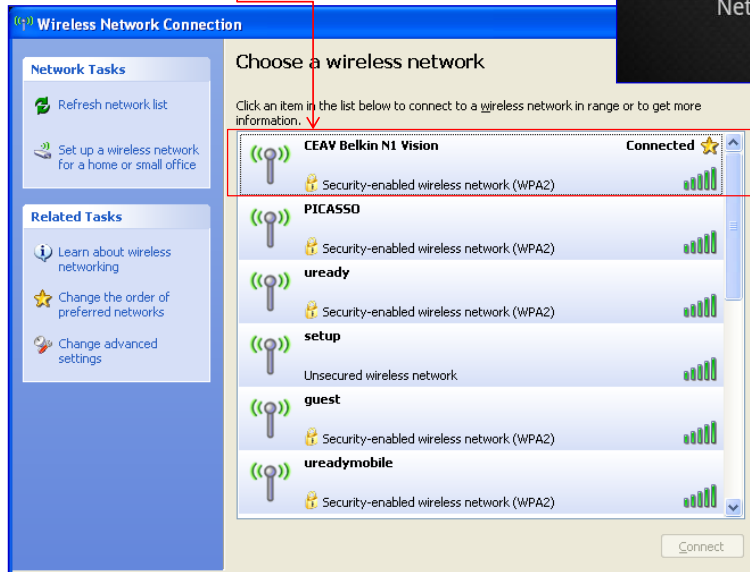 Net
Wireless Network Connection
Network Tasks
Refresh network list
Set up a wireless network
for a home or small office
Related Tasks
Learn about wireless
networking
Change the order of
preferred networks
Change advanced
settings
Choose a wireless network
Click an item in the list below to connect to a wireless network in range or to get more
information.
CEAV Belkin N1 Vision Connected
Security-enabled wireless network (WPA2)
PICASSO
Security-enabled wireless network (WPA2)
uready
Security-enabled wireless network (WPA2)
setup
Unsecured wireless network
guest
Security-enabled wireless network (WPA2)
ureadymobile
Security-enabled wireless network (WPA2)
Connect